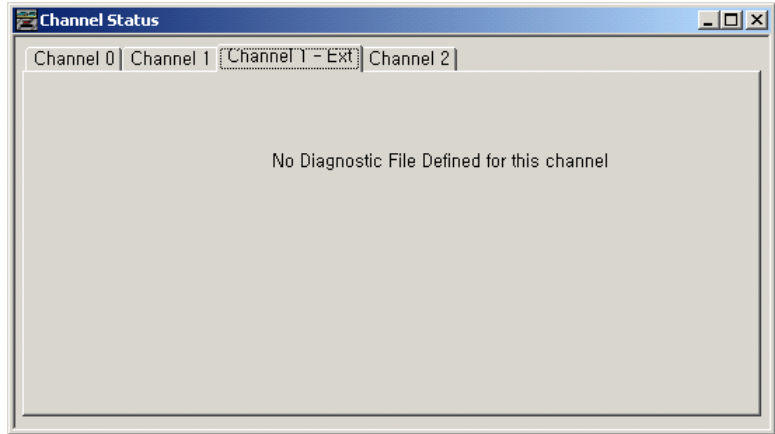 Channel Status
Channel 0 Channel 1 Channel 1 - Ext Channel 2
No Diagnostic File Defined for this channel